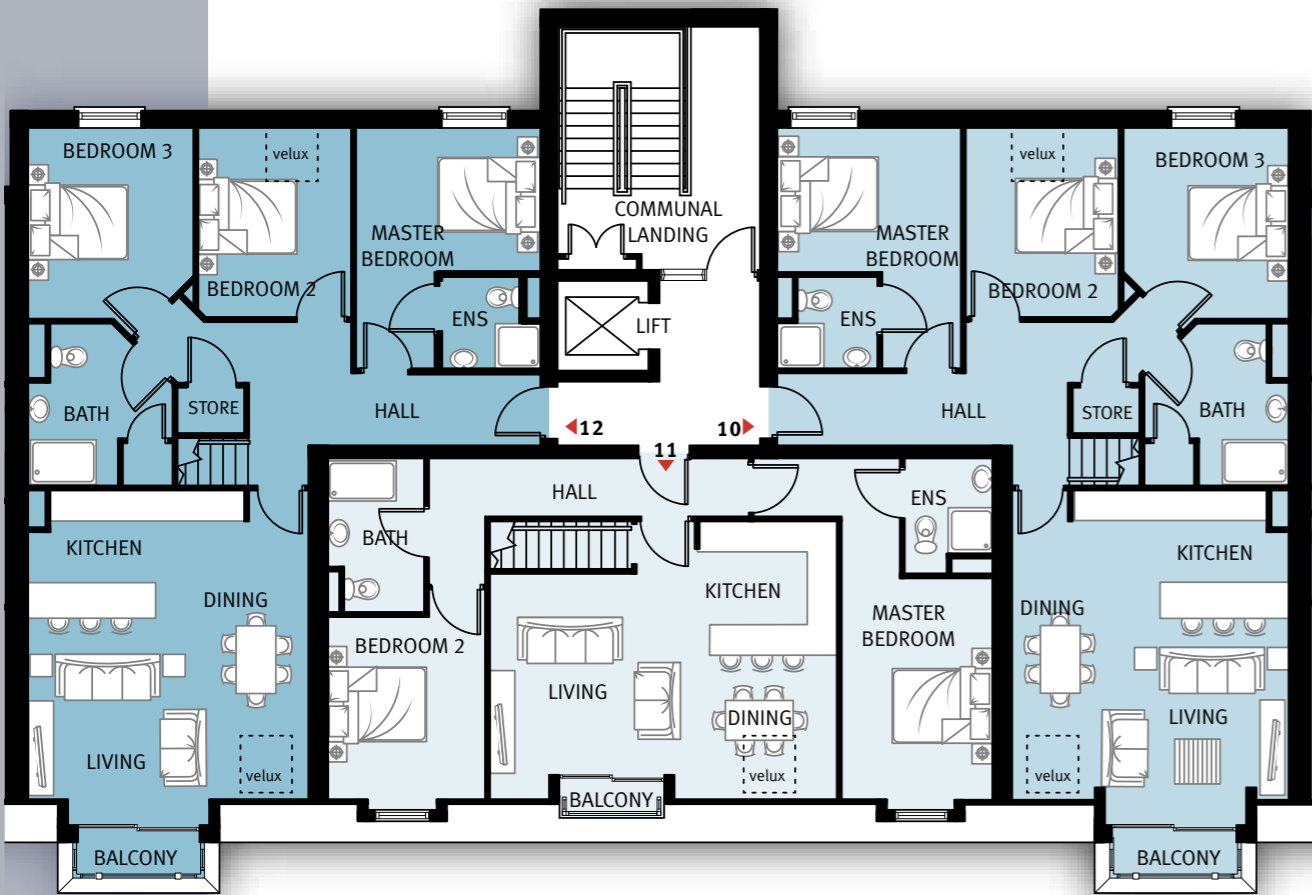 BEDROOM 3
velux
MASTER
BEDROOM
BEDROOM 2
ENS
BATH
STORE
HALL
COMMUNAL
LANDING
LIFT
12
10
11
MASTER
BEDROOM
velux
BEDROOM 2
BEDROOM 3
ENS
HALL
STORE
BATH
KITCHEN
DINING
LIVING
velux
BALCONY
HALL
BATH
BEDROOM 2
KITCHEN
LIVING
DINING
velux
BALCONY
ENS
MASTER
BEDROOM
KITCHEN
DINING
LIVING
velux
BALCONY